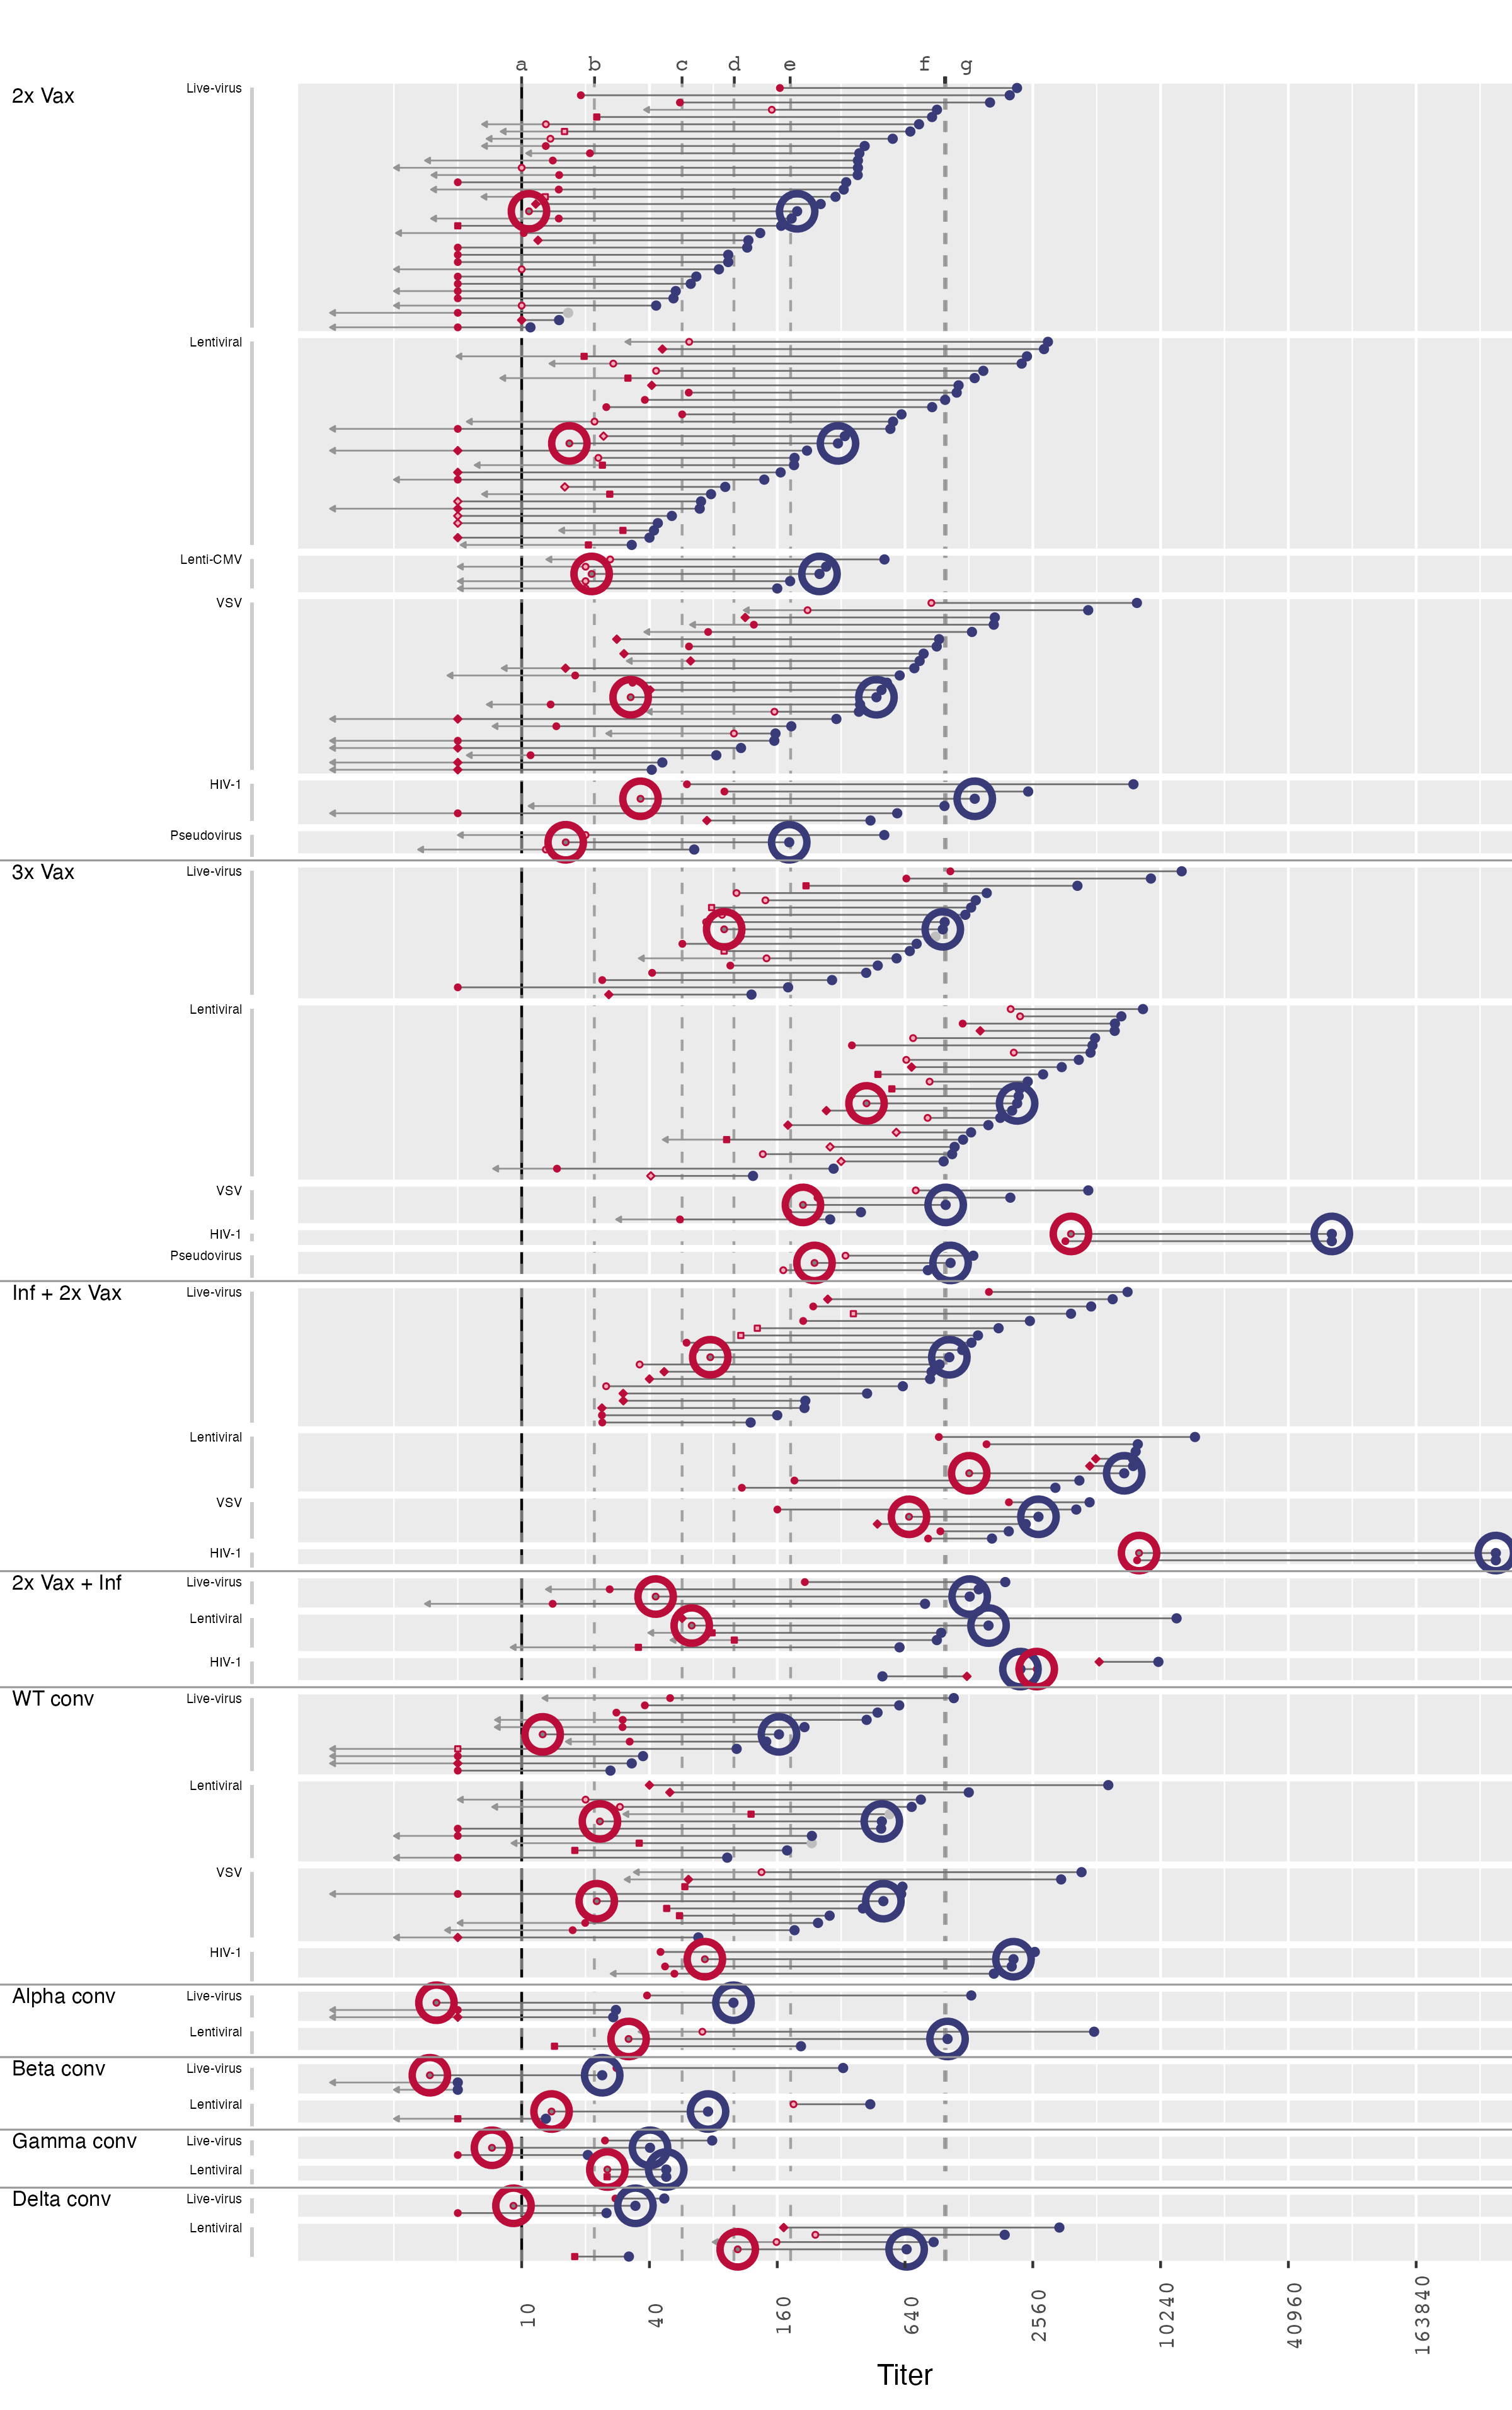 a b c d e f g
2x Vax
Live-virus
Lentiviral
Lenti-CMV
VSV
HIV-1
Pseudovirus
3x Vax
Live-virus
Lentiviral
VSV
HIV-1
Pseudovirus
Inf + 2x Vax
Live-virus
Lentiviral
VSV
HIV-1
2x Vax + Inf
Live-virus
Lentiviral
HIV-1
WT conv
Live-virus
Lentiviral
VSV
HIV-1
Alpha conv
Live-virus
Lentiviral
Beta conv
Live-virus
Lentiviral
Gamma conv
Live-virus
Lentiviral
Delta conv
Live-virus
Lentiviral
10 40 160 640 2560 10240 40960 163840
Titer